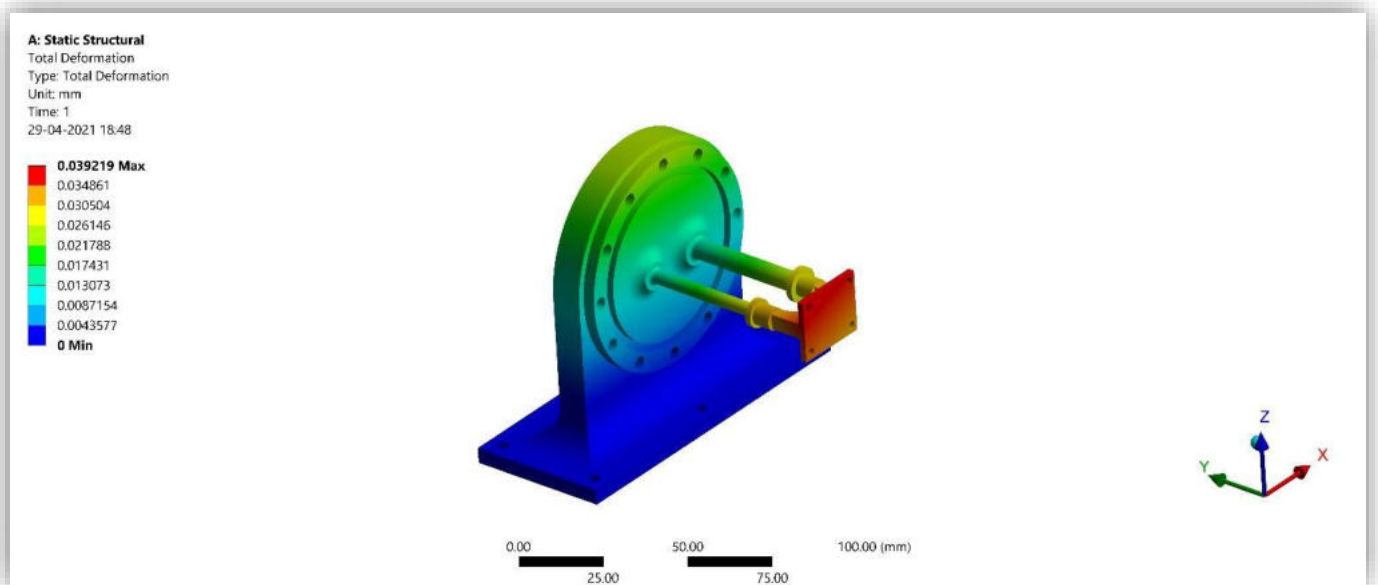 A: Static Structural
Total Deformation
Type: Total Deformation
Unit: mm
Time: 1
29-04-2021 18:48
0.039219 Max
0.034861
0.030504
0.026146
0.021788
0.017431
0.013073
0.0087154
0.0043577
0 Min
Z
Y
X
0.00 50.00 100.00 (mm)
25.00 75.00